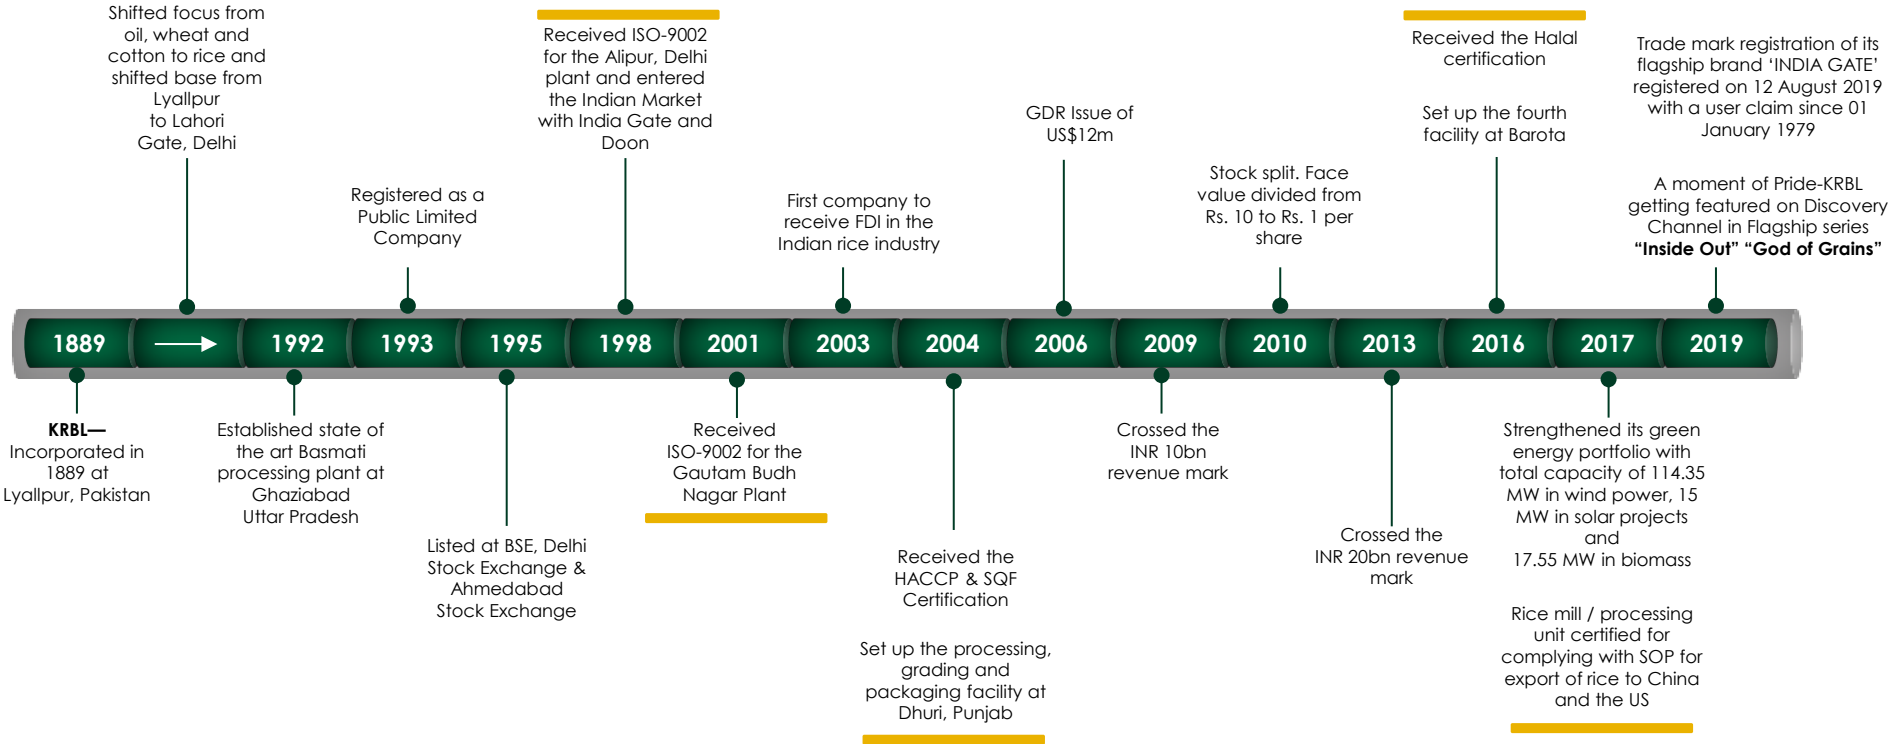 Shifted focus from
oil, wheat and
cotton to rice and
shifted base from
Lyallpur
to Lahori
Gate, Delhi
Registered as a
Public Limited
Company
Received ISO-9002
for the Alipur, Delhi
plant and entered
the Indian Market
with India Gate and
Doon
First company to
receive FDI in the
Indian rice industry
GDR Issue of
US$12m
Stock split. Face
value divided from
Rs. 10 to Rs. 1 per
share
Received the Halal
certification
Set up the fourth
facility at Barota
Trade mark registration of its
flagship brand ‘INDIA GATE’
registered on 12 August 2019
with a user claim since 01
January 1979
A moment of Pride-KRBL
getting featured on Discovery
Channel in Flagship series
“Inside Out” “God of Grains”
1889 1992 1993 1995 1998 2001 2003 2004 2006 2009 2010 2013 2016 2017 2019
KRBL—
Incorporated in
1889 at
Lyallpur, Pakistan
Established state of
the art Basmati
processing plant at
Ghaziabad
Uttar Pradesh
Listed at BSE, Delhi
Stock Exchange &
Ahmedabad
Stock Exchange
Received
ISO-9002 for the
Gautam Budh
Nagar Plant
Received the
HACCP & SQF
Certification
Set up the processing,
grading and
packaging facility at
Dhuri, Punjab
Crossed the
INR 10bn
revenue mark
Crossed the
INR 20bn revenue
mark
Strengthened its green
energy portfolio with
total capacity of 114.35
MW in wind power, 15
MW in solar projects
and
17.55 MW in biomass
Rice mill / processing
unit certified for
complying with SOP for
export of rice to China
and the US